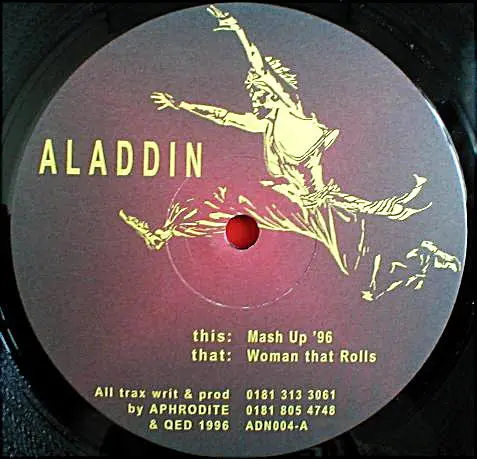 ALADDIN
this: Mash Up '96
that: Woman that Rolls
All trax writ & prod 0181 313 3061
by APHRODITE 0181 805 4748
& QED 1996 ADN004-A